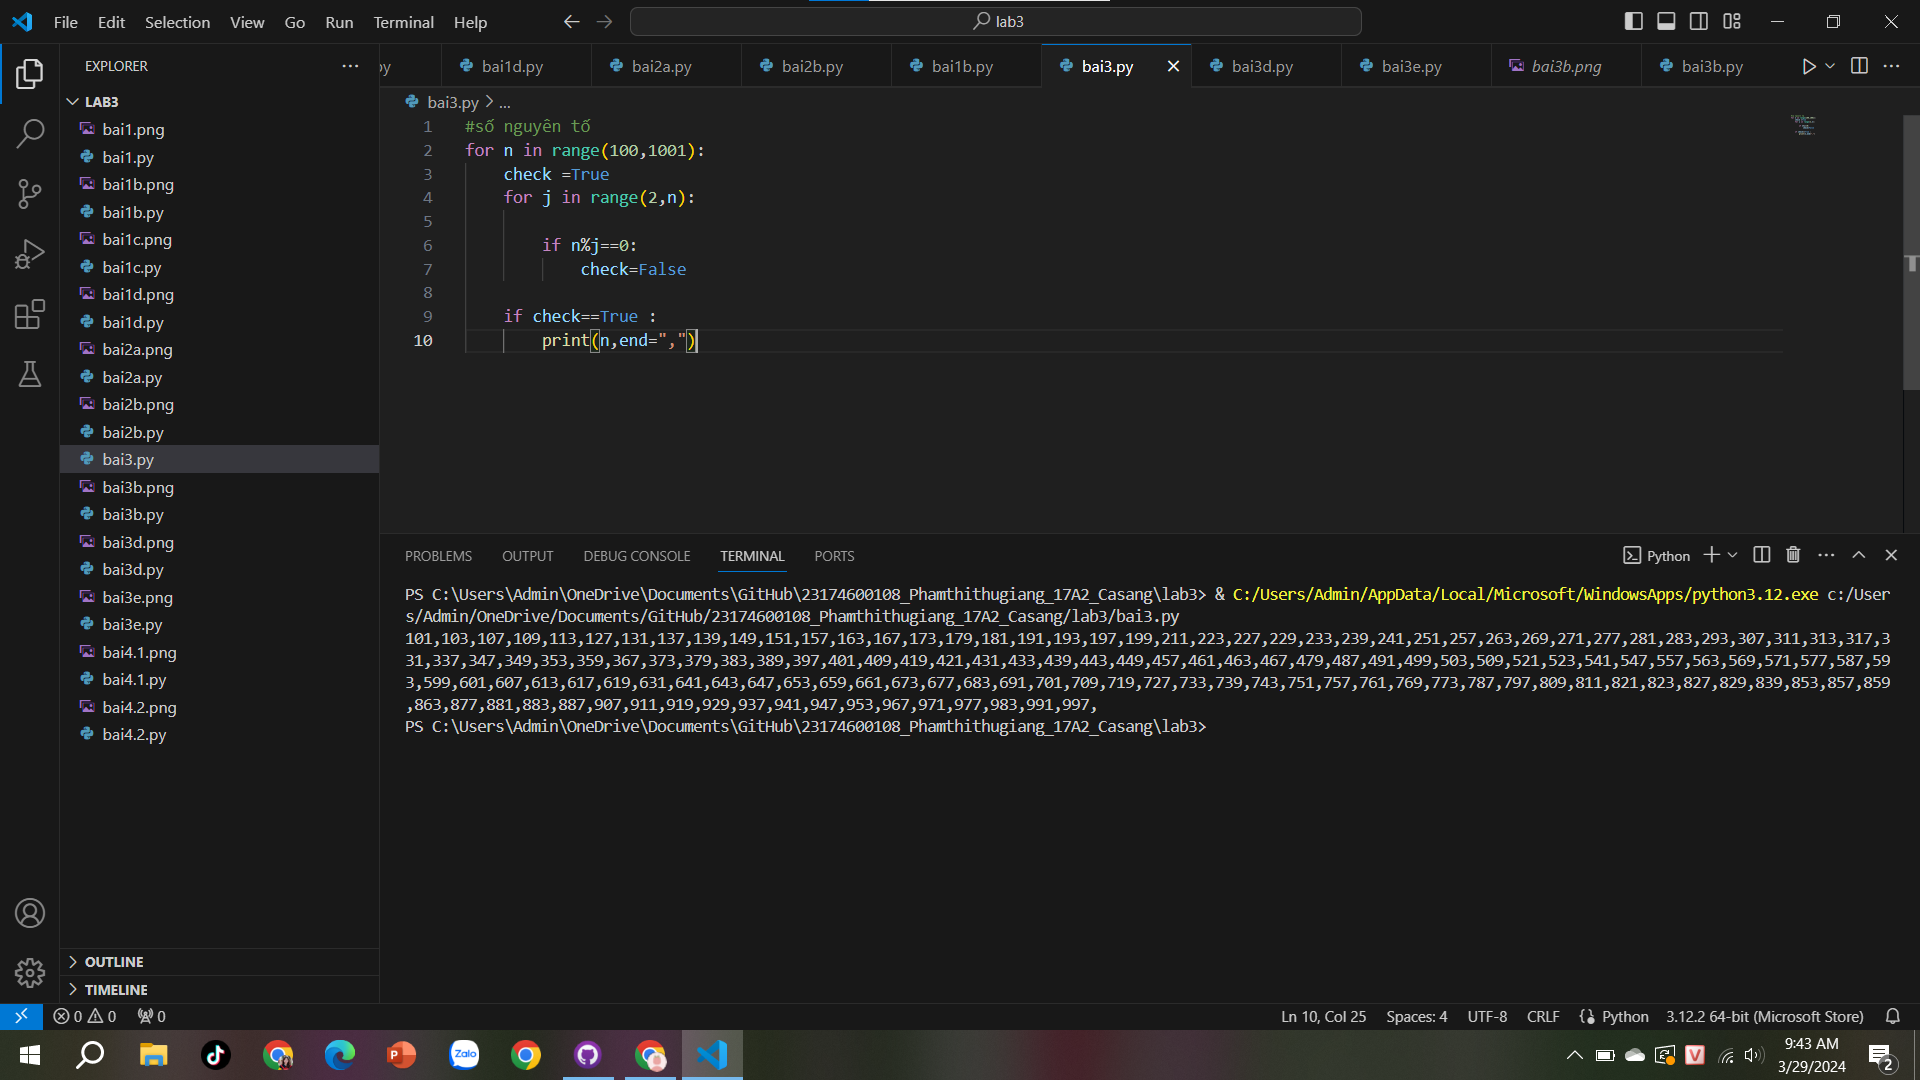 File Edit Selection View Go Run Terminal Help
lab3
EXPLORER
LAB3
bai1.png
bai1.py
bai1b.png
bai1b.py
bai1c.png
bai1c.py
bai1d.png
bai1d.py
bai2a.png
bai2a.py
bai2b.png
bai2b.py
bai3.py
bai3b.png
bai3b.py
bai3d.png
bai3d.py
bai3e.png
bai3e.py
bai4.1.png
bai4.1.py
bai4.2.png
bai4.2.py
OUTLINE
TIMELINE
py bai1d.py bai2a.py bai2b.py bai1b.py bai3.py bai3d.py bai3e.py bai3b.png bai3b.py
bai3.py > ...
1 #số nguyên tố
2 for n in range(100,1001):
3 check =True
4 for j in range(2,n):
5
6 if n%j==0:
7 check=False
8
9 if check==True :
10 print(n,end=",")
PROBLEMS OUTPUT DEBUG CONSOLE TERMINAL PORTS
Python
PS C:\Users\Admin\OneDrive\Documents\GitHub\23174600108_Phamthithugiang_17A2_Casang\lab3> & C:/Users/Admin/AppData/Local/Microsoft/WindowsApps/python3.12.exe c:/User
s/Admin/OneDrive/Documents/GitHub/23174600108_Phamthithugiang_17A2_Casang/lab3/bai3.py
101,103,107,109,113,127,131,137,139,149,151,157,163,167,173,179,181,191,193,197,199,211,223,227,229,233,239,241,251,257,263,269,271,277,281,283,293,307,311,313,317,3
31,337,347,349,353,359,367,373,379,383,389,397,401,409,419,421,431,433,439,443,449,457,461,463,467,479,487,491,499,503,509,521,523,541,547,557,563,569,571,577,587,59
3,599,601,607,613,617,619,631,641,643,647,653,659,661,673,677,683,691,701,709,719,727,733,739,743,751,757,761,769,773,787,797,809,811,821,823,827,829,839,853,857,859
,863,877,881,883,887,907,911,919,929,937,941,947,953,967,971,977,983,991,997,
PS C:\Users\Admin\OneDrive\Documents\GitHub\23174600108_Phamthithugiang_17A2_Casang\lab3>
0 0 0
Ln 10, Col 25 Spaces: 4 UTF-8 CRLF Python 3.12.2 64-bit (Microsoft Store)
Zalo
V
9:43 AM
3/29/2024
2